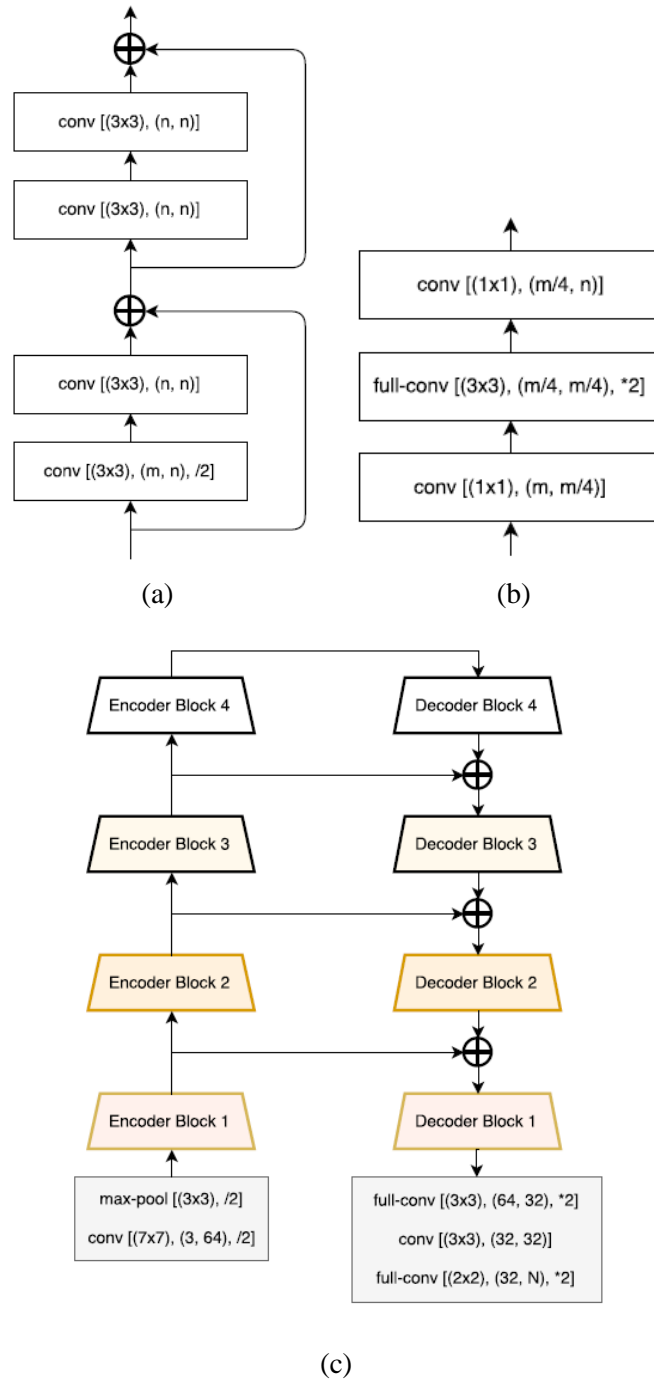 conv [(3x3), (n, n)]
conv [(3x3), (n, n)]
conv [(3x3), (n, n)]
conv [(3x3), (m, n), /2]
(a)
conv [(1x1), (m/4, n)]
full-conv [(3x3), (m/4, m/4), *2]
conv [(1x1), (m, m/4)]
(b)
Encoder Block 4
Decoder Block 4
Encoder Block 3
Decoder Block 3
Encoder Block 2
Decoder Block 2
Encoder Block 1
Decoder Block 1
max-pool [(3x3), /2]
conv [(7x7), (3, 64), /2]
full-conv [(3x3), (64, 32), *2]
conv [(3x3), (32, 32)]
full-conv [(2x2), (32, N), *2]
(c)